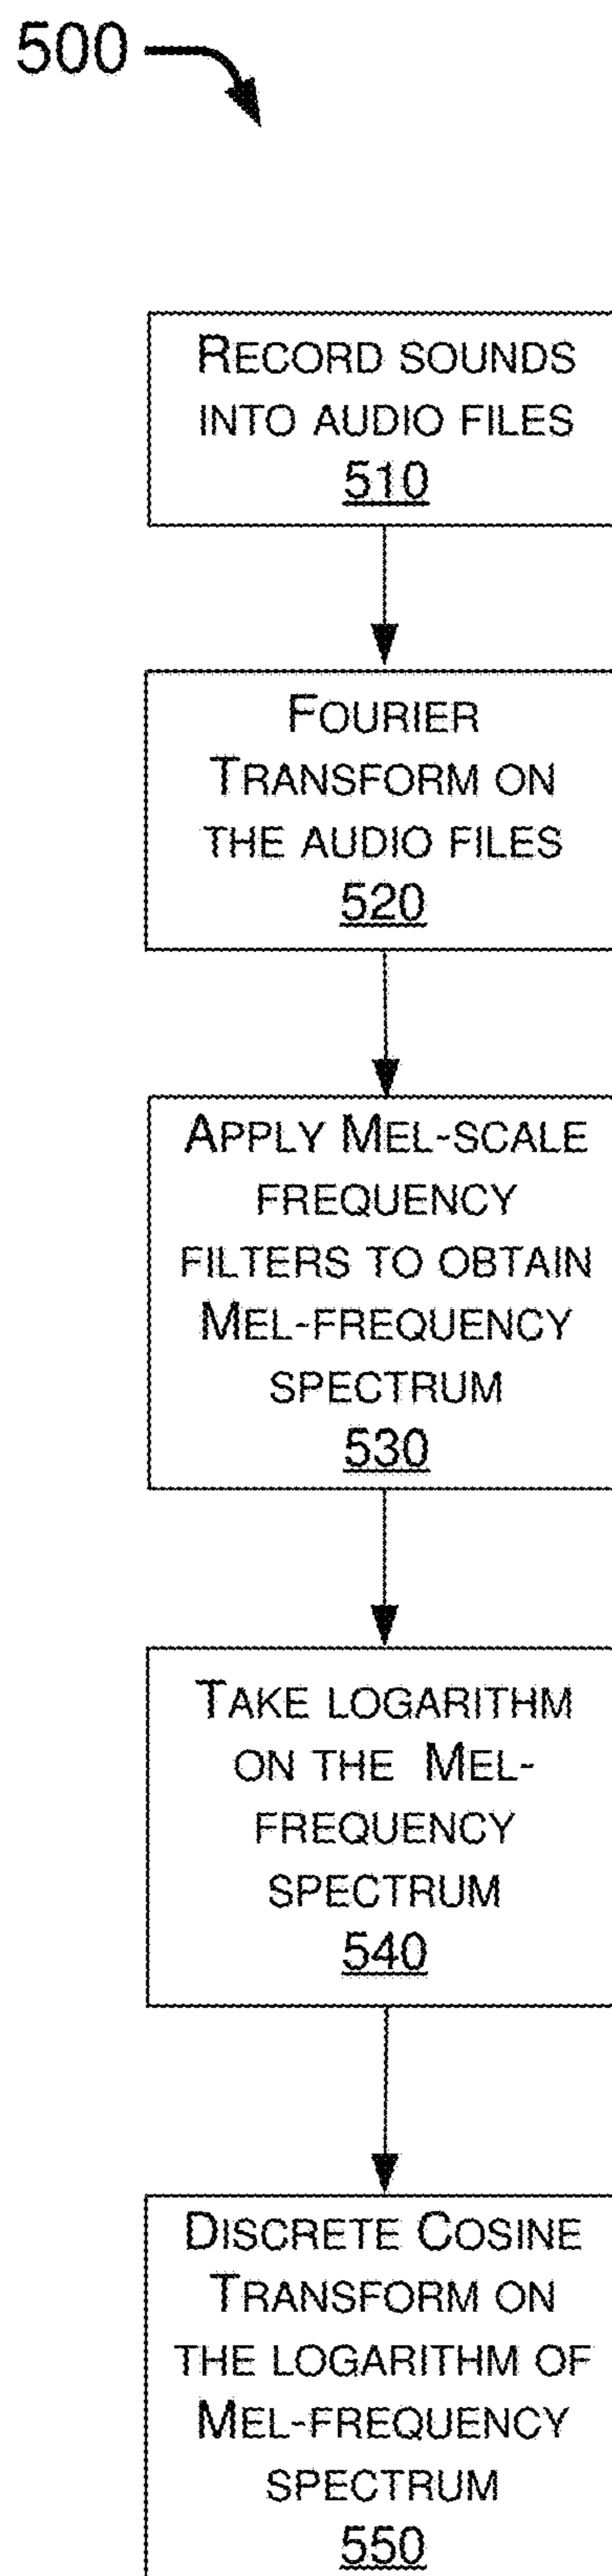 500
RECORD SOUNDS
INTO AUDIO FILES
510
FOURIER
TRANSFORM ON
THE AUDIO FILES
520
APPLY MEL-SCALE
FREQUENCY
FILTERS TO OBTAIN
MEL-FREQUENCY
SPECTRUM
530
TAKE LOGARITHM
ON THE MEL-
FREQUENCY
SPECTRUM
540
DISCRETE COSINE
TRANSFORM ON
THE LOGARITHM OF
MEL-FREQUENCY
SPECTRUM
550